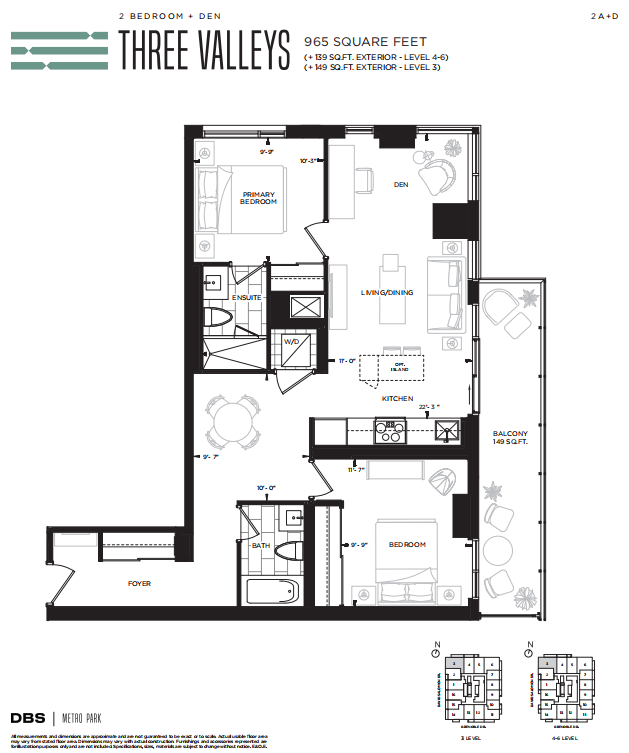 2 BEDROOM + DEN
2A+D
THREE VALLEYS
965 SQUARE FEET
(+ 139 SQ.FT. EXTERIOR - LEVEL 4-6)
(+ 149 SQ.FT. EXTERIOR - LEVEL 3)
9'-9"
10'-3"
PRIMARY
BEDROOM
DEN
ENSUITE
LIVING/DINING
W/D
11'- 0"
OPT.
ISLAND
KITCHEN
22'- 3"
BALCONY
149 SQ.FT.
9'- 7"
11'- 7"
10'- 0"
BATH
9'- 9"
BEDROOM
FOYER
N
N
3 LEVEL
4-6 LEVEL
DBS | METRO PARK
All measurements and dimensions are approximate and are not guaranteed to be exact or to scale. Actual usable floor area
may vary from stated floor area. Dimensions may vary with actual construction. Furnishings and accessories represented are
for illustration purposes only and are not included. Specifications, sizes, materials are subject to change without notice. E.&O.E.